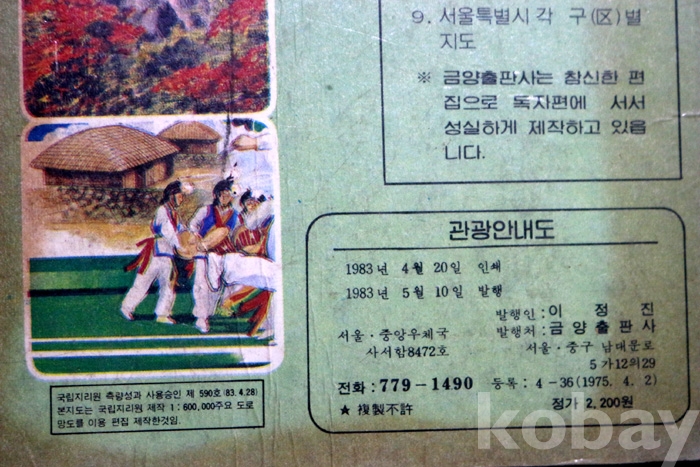 9. 서울특별시 각 구(区)별
지도
※ 금양출판사는 참신한 편
집으로 독자편에 서서
성실하게 제작하고 있읍
니다.
관광안내도
1983년 4월 20일 인쇄
1983년 5월 10일 발행
발행인 : 이 정 진
서울·중앙우체국 발행처 : 금양출판사
사서함8472호 서울·중구 남대문로
5가12의29
전화 : 779-1490 등록 : 4-36(1975. 4. 2)
★ 複製不許 정가 2,200원
국립지리원 측량성과 사용승인 제 590호(83.4.28)
본지도는 국립지리원 제작 1:600,000주요 도로
망도를 이용 편집 제작한것임.
kobay